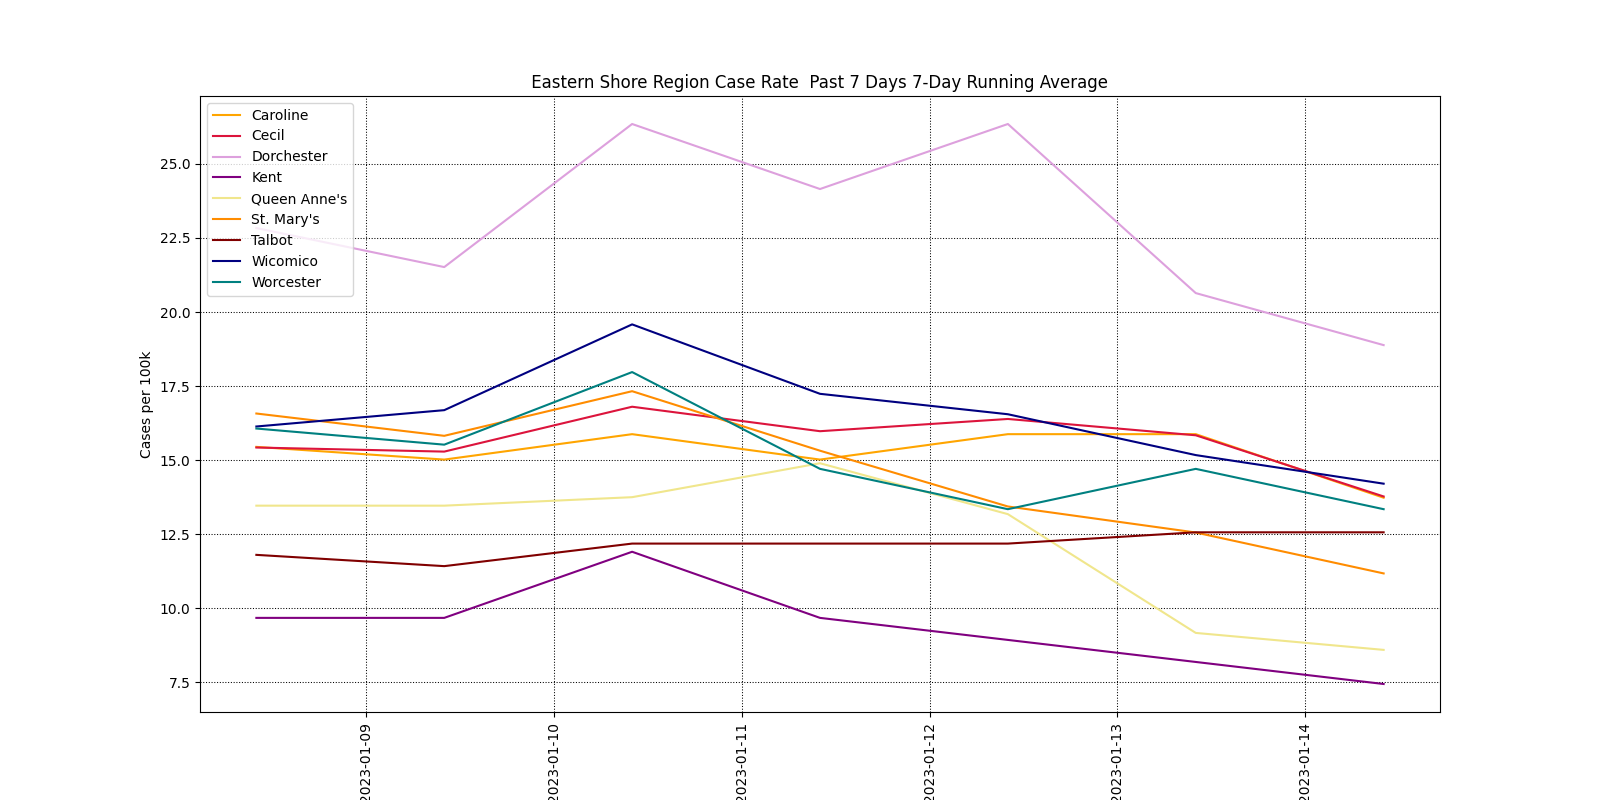 Eastern Shore Region Case Rate  Past 7 Days 7-Day Running Average
Caroline
Cecil
Dorchester
Kent
Queen Anne's
St. Mary's
Talbot
Wicomico
Worcester
Cases per 100k
25.0
22.5
20.0
17.5
15.0
12.5
10.0
7.5
2023-01-09
2023-01-10
2023-01-11
2023-01-12
2023-01-13
2023-01-14